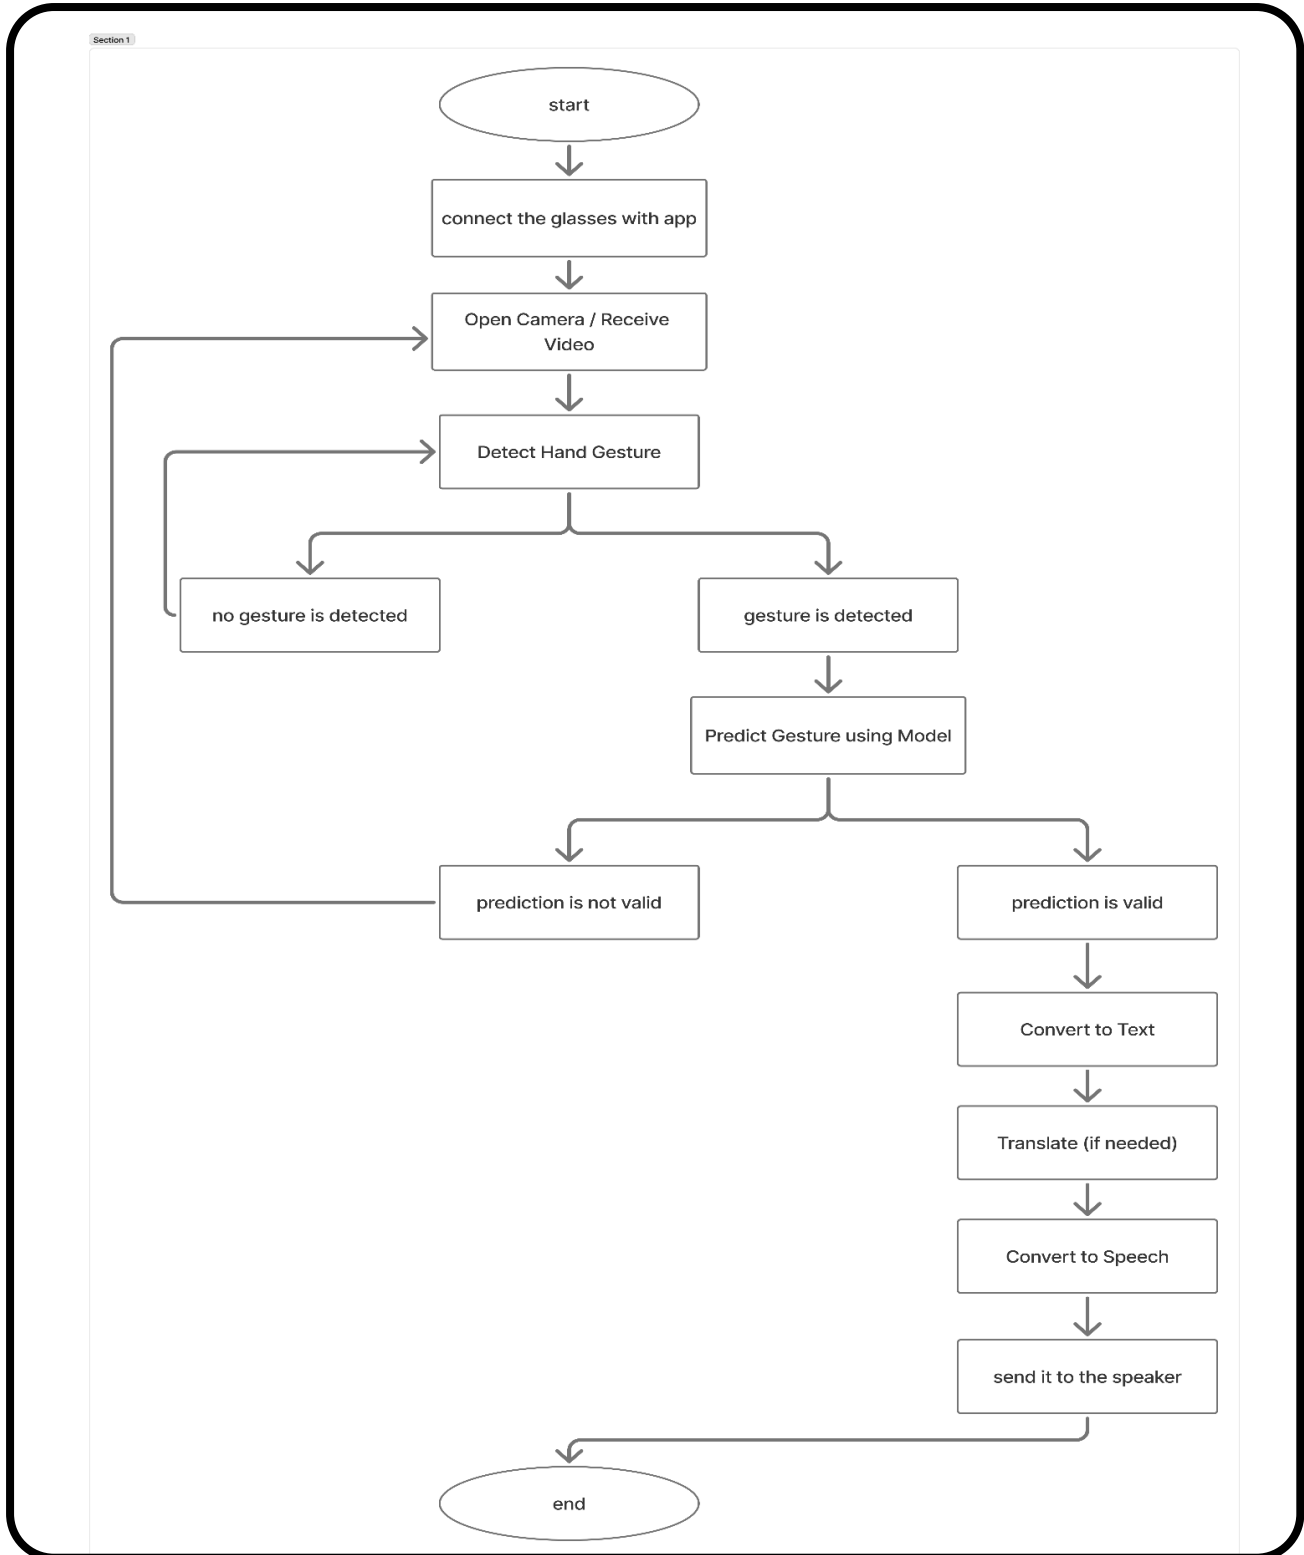 Section 1
start
connect the glasses with app
Open Camera / Receive
Video
Detect Hand Gesture
no gesture is detected
gesture is detected
Predict Gesture using Model
prediction is not valid
prediction is valid
Convert to Text
Translate (if needed)
Convert to Speech
send it to the speaker
end